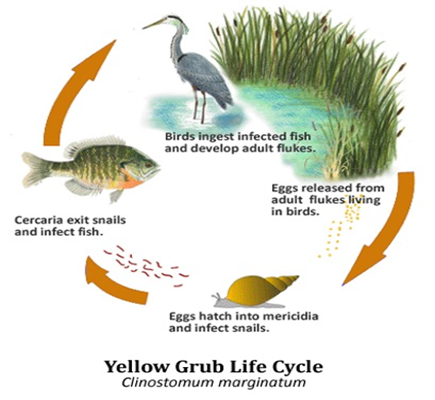 Birds ingest infected fish
and develop adult flukes.
Eggs released from
adult flukes living
in birds.
Cercaria exit snails
and infect fish.
Eggs hatch into mericidia
and infect snails.
Yellow Grub Life Cycle
Clinostomum marginatum